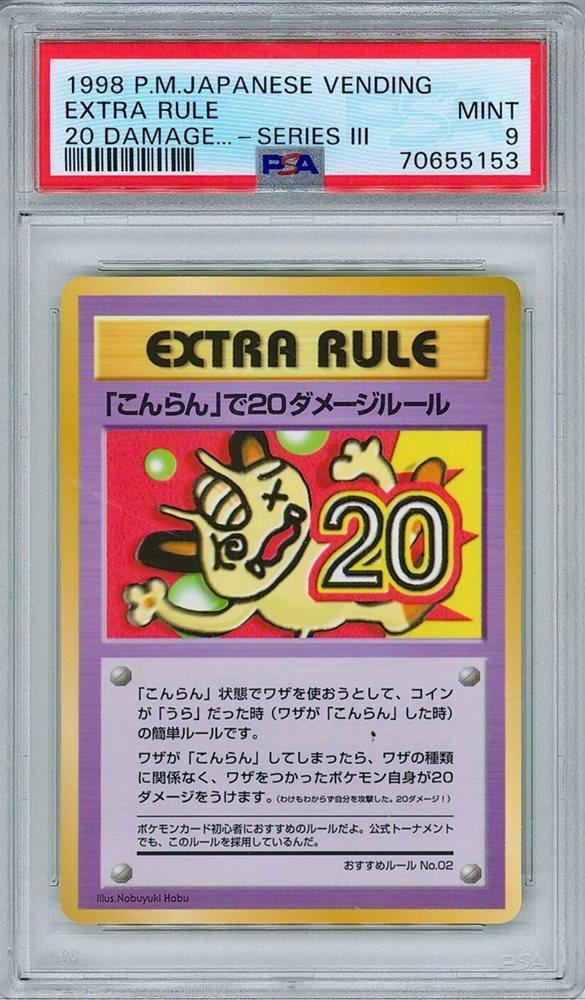 1998 P.M.JAPANESE VENDING
EXTRA RULE MINT
20 DAMAGE... - SERIES III 9
PSA 70655153
EXTRA RULE
「こんらん」で20ダメージルール
20
「こんらん」状態でワザを使おうとして、コイン
が「うら」だった時（ワザが「こんらん」した時）
の簡単ルールです。
ワザが「こんらん」してしまったら、ワザの種類
に関係なく、ワザをつかったポケモン自身が20
ダメージをうけます。（わけもわからず自分を攻撃した。20ダメージ！）
ポケモンカード初心者におすすめのルールだよ。公式トーナメント
でも、このルールを採用しているんだ。
おすすめルール No.02
Illus.Nobuyuki Habu
PSA